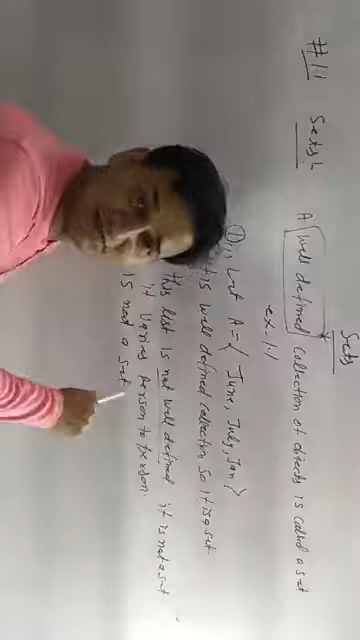 Sets
#1.1 Sets:- A well defined collection of objects is called a set
ex. 1.1
① Let A = { June, July, Jan }
is well defined collection, So it is a set
this list is not well defined it is not a set
it varies person to person.
is not a set